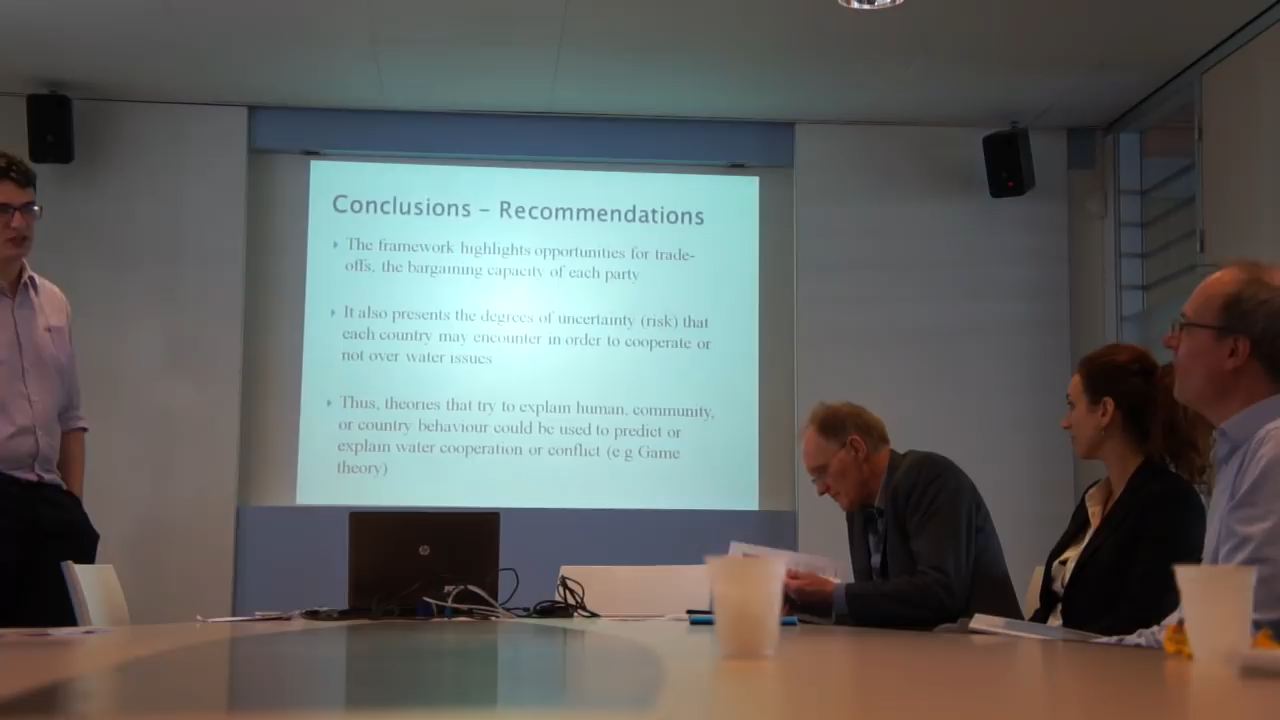 Conclusions – Recommendations
The framework highlights opportunities for trade-
offs, the bargaining capacity of each party
It also presents the degrees of uncertainty (risk) that
each country may encounter in order to cooperate or
not over water issues
Thus, theories that try to explain human, community,
or country behaviour could be used to predict or
explain water cooperation or conflict (e g Game
theory)
hp